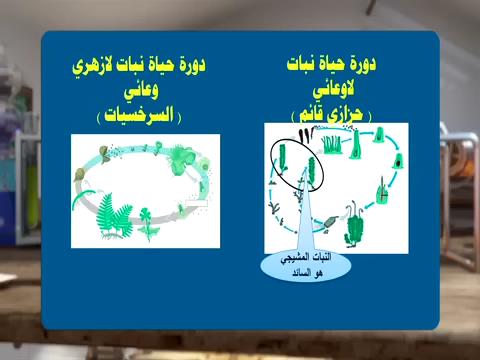 دورة حياة نبات
لاوعائي
( حزازي قائم )
دورة حياة نبات لازهري
وعائي
( السرخسيات )
النبات المشيجي
هو السائد